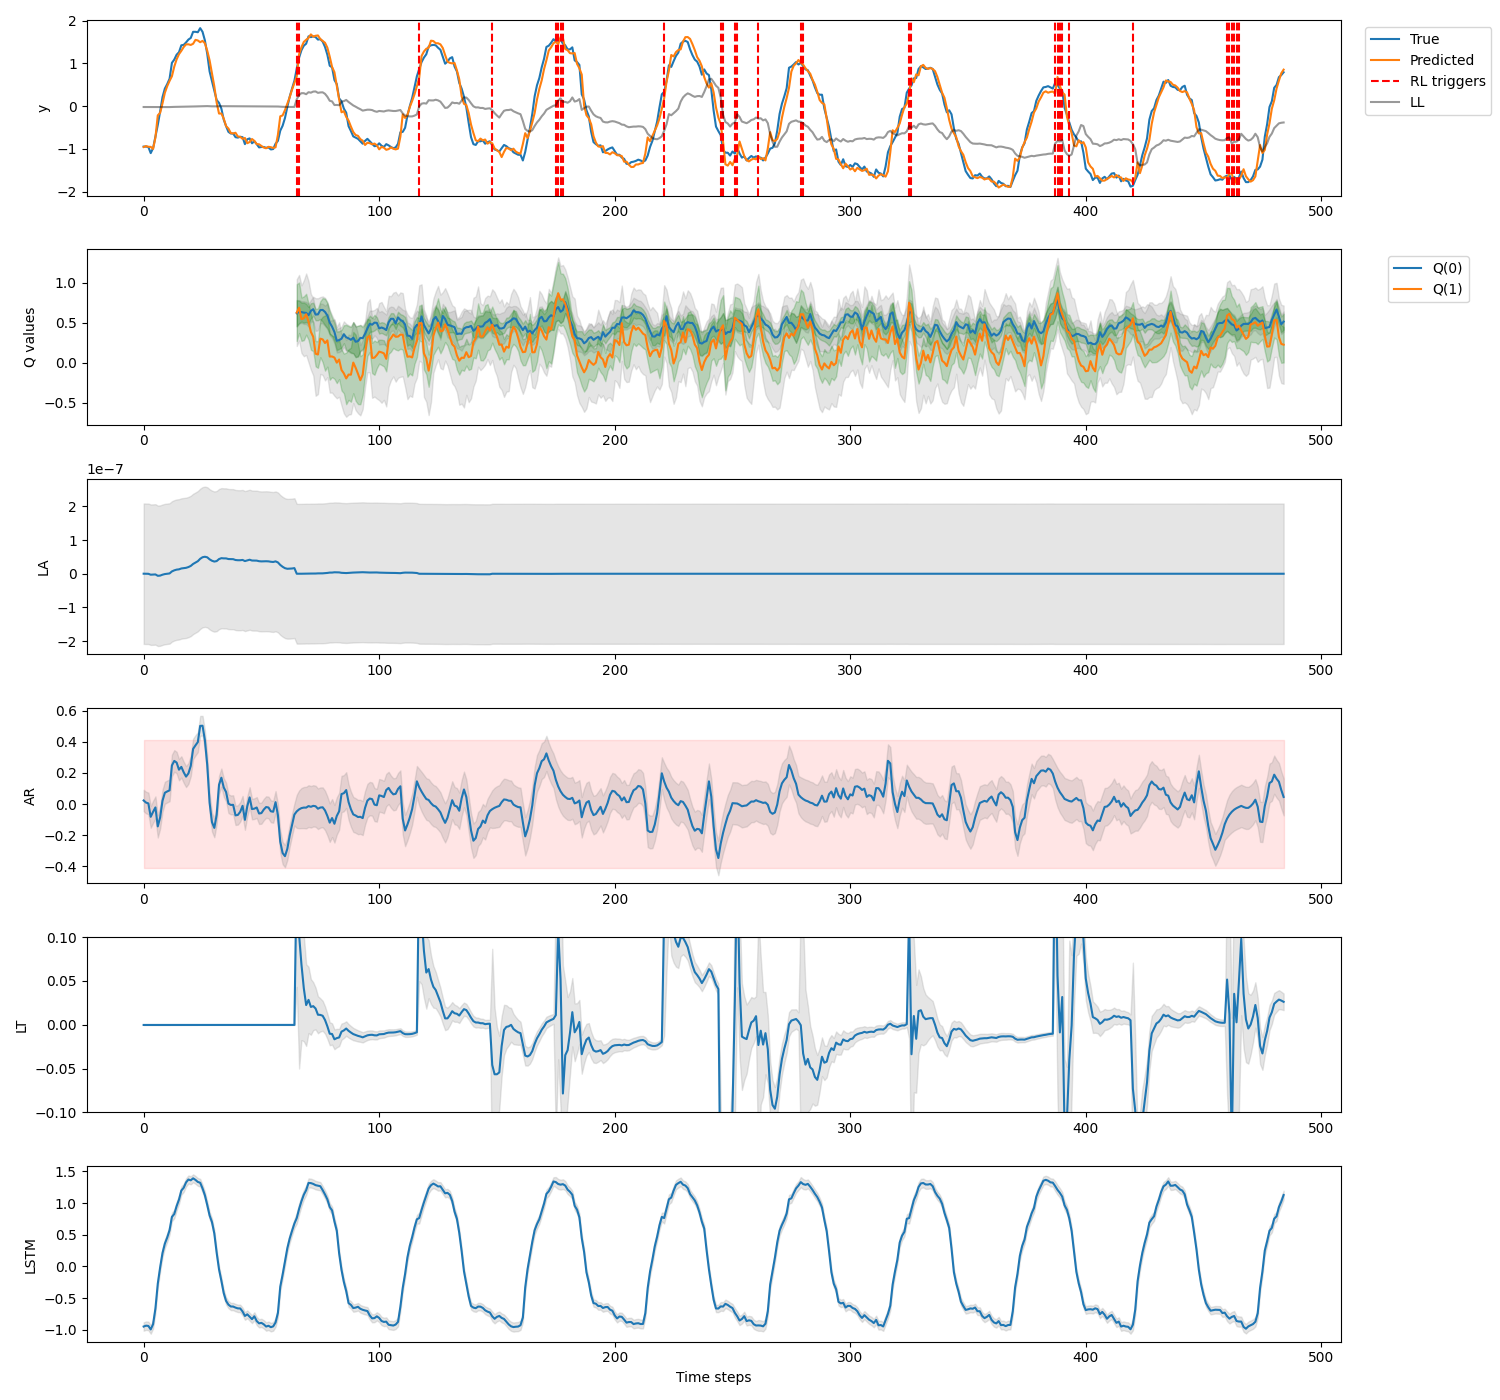 2
1
0
−1
−2
y
0 100 200 300 400 500
True
Predicted
RL triggers
LL
1.0
0.5
0.0
−0.5
Q values
0 100 200 300 400 500
Q(0)
Q(1)
1e−7
2
1
0
−1
−2
LA
0 100 200 300 400 500
0.6
0.4
0.2
0.0
−0.2
−0.4
AR
0 100 200 300 400 500
0.10
0.05
0.00
−0.05
−0.10
LT
0 100 200 300 400 500
1.5
1.0
0.5
0.0
−0.5
−1.0
LSTM
0 100 200 300 400 500
Time steps